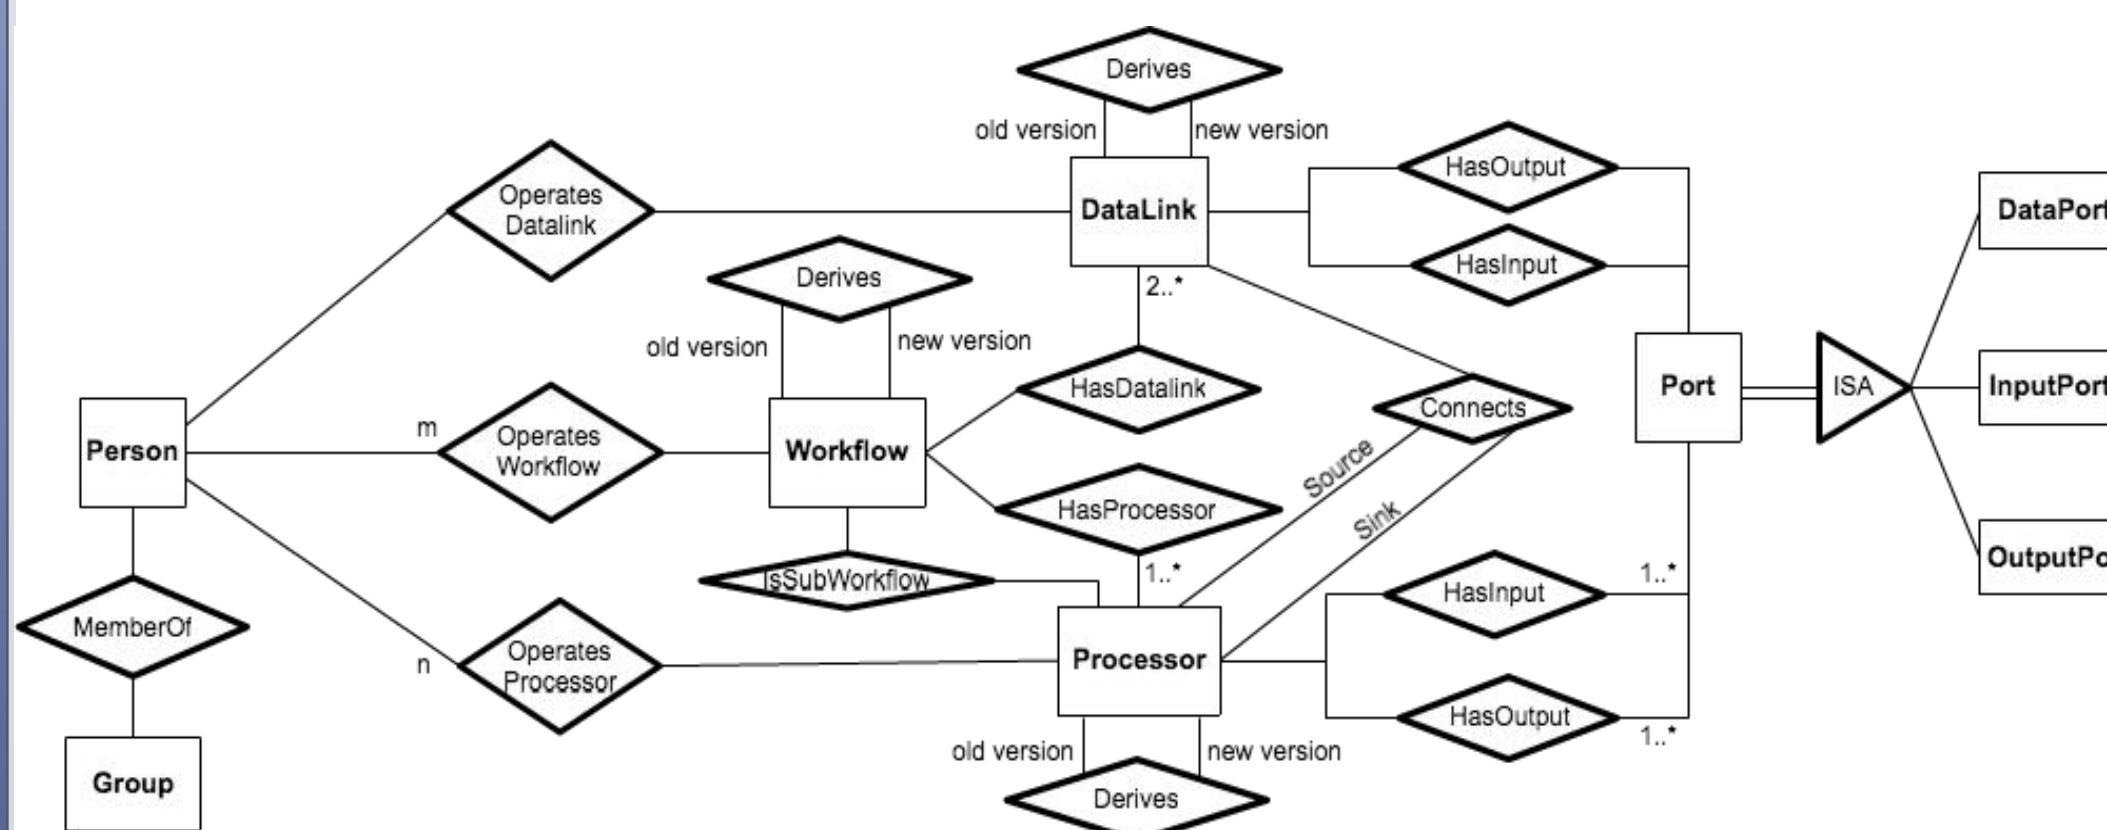 Derives
old version
new version
HasOutput
Operates
Datalink
DataLink
DataPort
HasInput
Derives
2..*
old version
new version
HasDatalink
Port
ISA
InputPort
Connects
m
Operates
Workflow
Person
Workflow
Source
HasProcessor
Sink
OutputPo
1..*
1..*
IsSubWorkflow
HasInput
MemberOf
n
Operates
Processor
Processor
HasOutput
1..*
old version
new version
Group
Derives